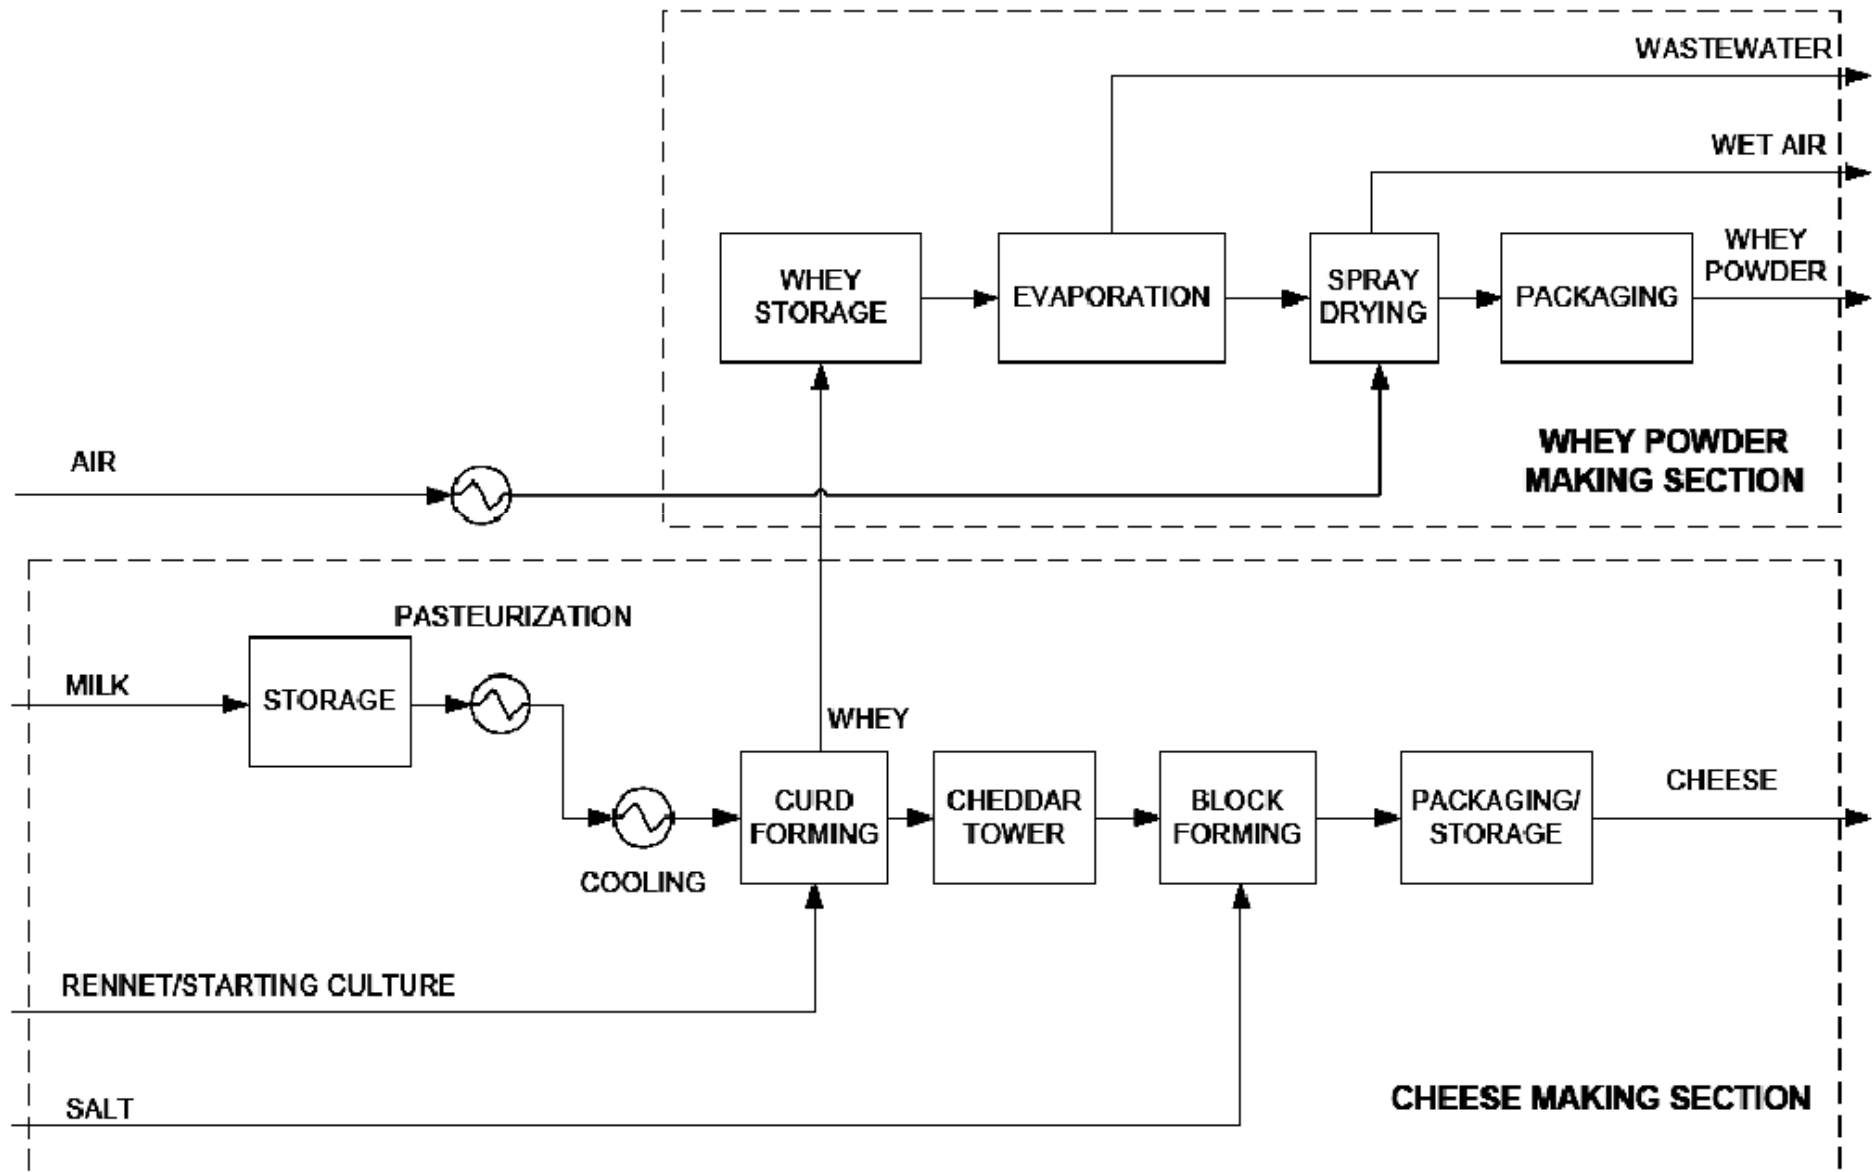 WASTEWATER
WET AIR
WHEY
POWDER
WHEY
STORAGE
EVAPORATION
SPRAY
DRYING
PACKAGING
WHEY POWDER
MAKING SECTION
AIR
PASTEURIZATION
MILK
STORAGE
WHEY
CURD
FORMING
CHEDDAR
TOWER
BLOCK
FORMING
PACKAGING/
STORAGE
CHEESE
COOLING
RENNET/STARTING CULTURE
SALT
CHEESE MAKING SECTION